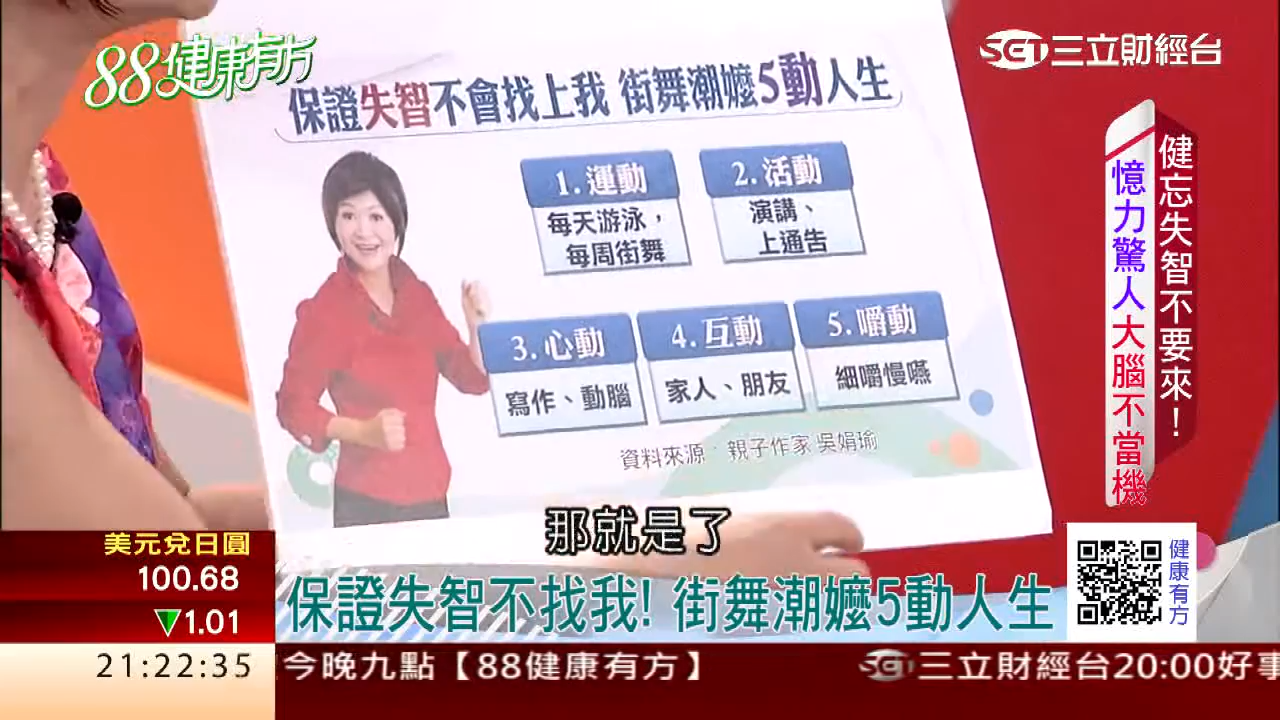 88健康有方
SET三立財經台
保證失智不會找上我 街舞潮嬤5動人生
1.運動
每天游泳，
每周街舞
2.活動
演講、
上通告
3.心動
寫作、動腦
4.互動
家人、朋友
5.嚼動
細嚼慢嚥
資料來源：親子作家 吳娟瑜
健忘失智不要來！
憶力驚人大腦不當機
那就是了
美元兌日圓
100.68
▼1.01
保證失智不找我! 街舞潮嬤5動人生
健康有方
21:22:35
今晚九點【88健康有方】
SET三立財經台20:00好事